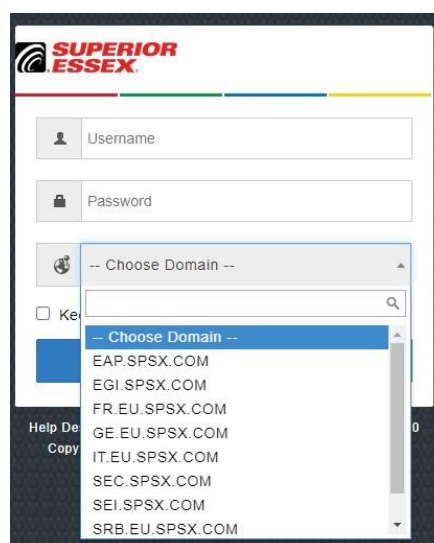 SUPERIOR
ESSEX.
Username
Password
-- Choose Domain --
-- Choose Domain --
EAP.SPSX.COM
EGI.SPSX.COM
FR.EU.SPSX.COM
GE.EU.SPSX.COM
IT.EU.SPSX.COM
SEC.SPSX.COM
SEI.SPSX.COM
SRB.EU.SPSX.COM
Help De
0
Copy